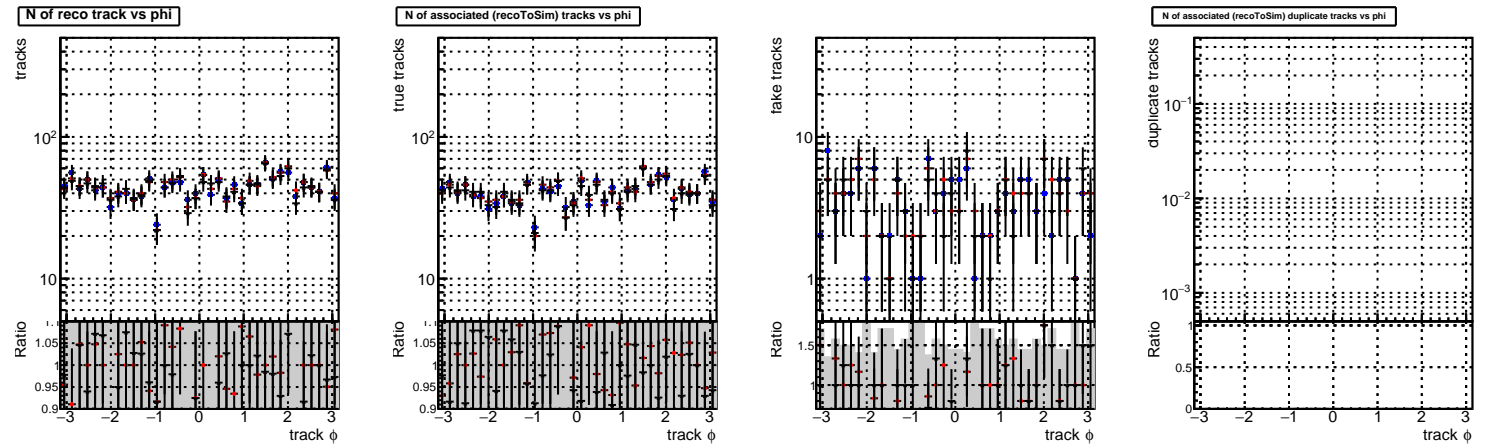 N of reco track vs phi
tracks
10²
10
Ratio
1.1
1.05
1
0.95
0.9
−3 −2 −1 0 1 2 3
track ϕ
N of associated (recoToSim) tracks vs phi
true tracks
10²
10
Ratio
1.1
1.05
1
0.95
0.9
−3 −2 −1 0 1 2 3
track ϕ
fake tracks
10
1
Ratio
1.5
1
−3 −2 −1 0 1 2 3
track ϕ
N of associated (recoToSim) duplicate tracks vs phi
duplicate tracks
10⁻¹
10⁻²
10⁻³
Ratio
1
0.5
0
−3 −2 −1 0 1 2 3
track ϕ